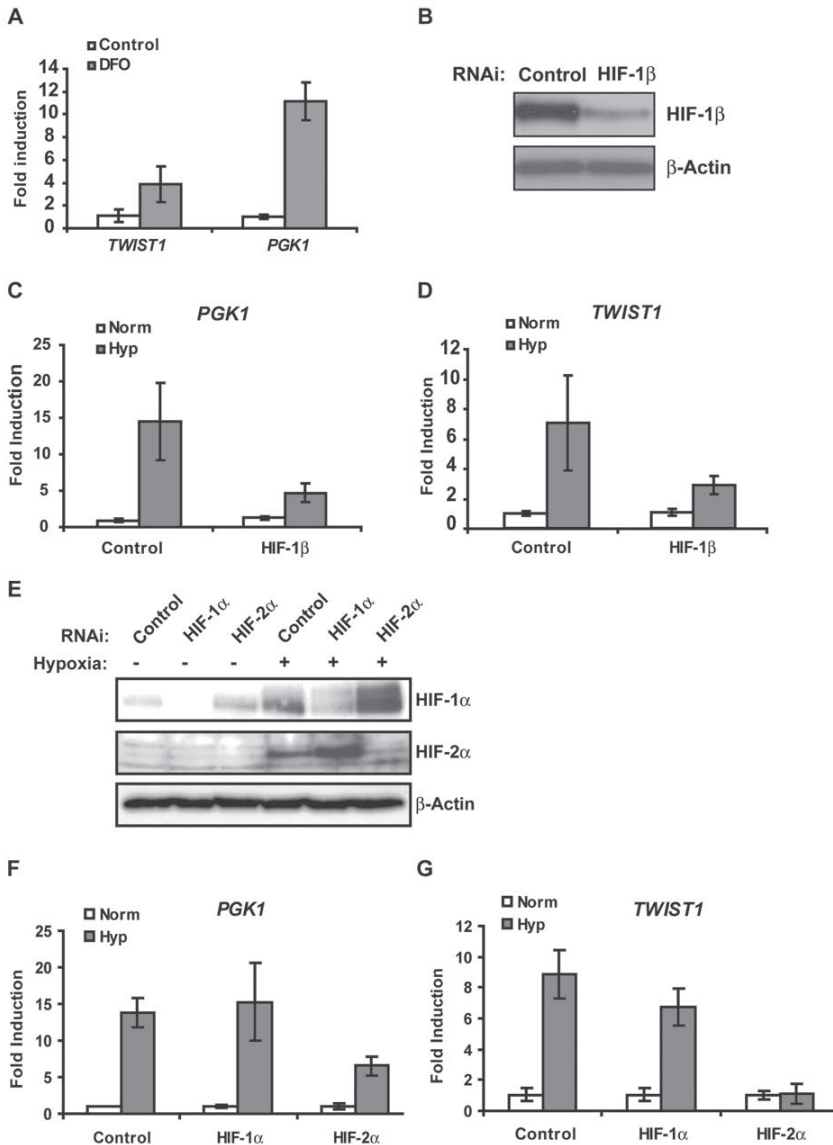 A
Control
DFO
Fold induction
14
12
10
8
6
4
2
0
TWIST1 PGK1
B
RNAi: Control HIF-1β
HIF-1β
β-Actin
C
PGK1
Norm
Hyp
Fold Induction
25
20
15
10
5
0
Control HIF-1β
D
TWIST1
Norm
Hyp
Fold Induction
12
10
8
6
4
2
0
Control HIF-1β
E
RNAi: Control HIF-1α HIF-2α Control HIF-1α HIF-2α
Hypoxia: - - - + + +
HIF-1α
HIF-2α
β-Actin
F
PGK1
Norm
Hyp
Fold Induction
25
20
15
10
5
0
Control HIF-1α HIF-2α
G
TWIST1
Norm
Hyp
Fold Induction
12
10
8
6
4
2
0
Control HIF-1α HIF-2α